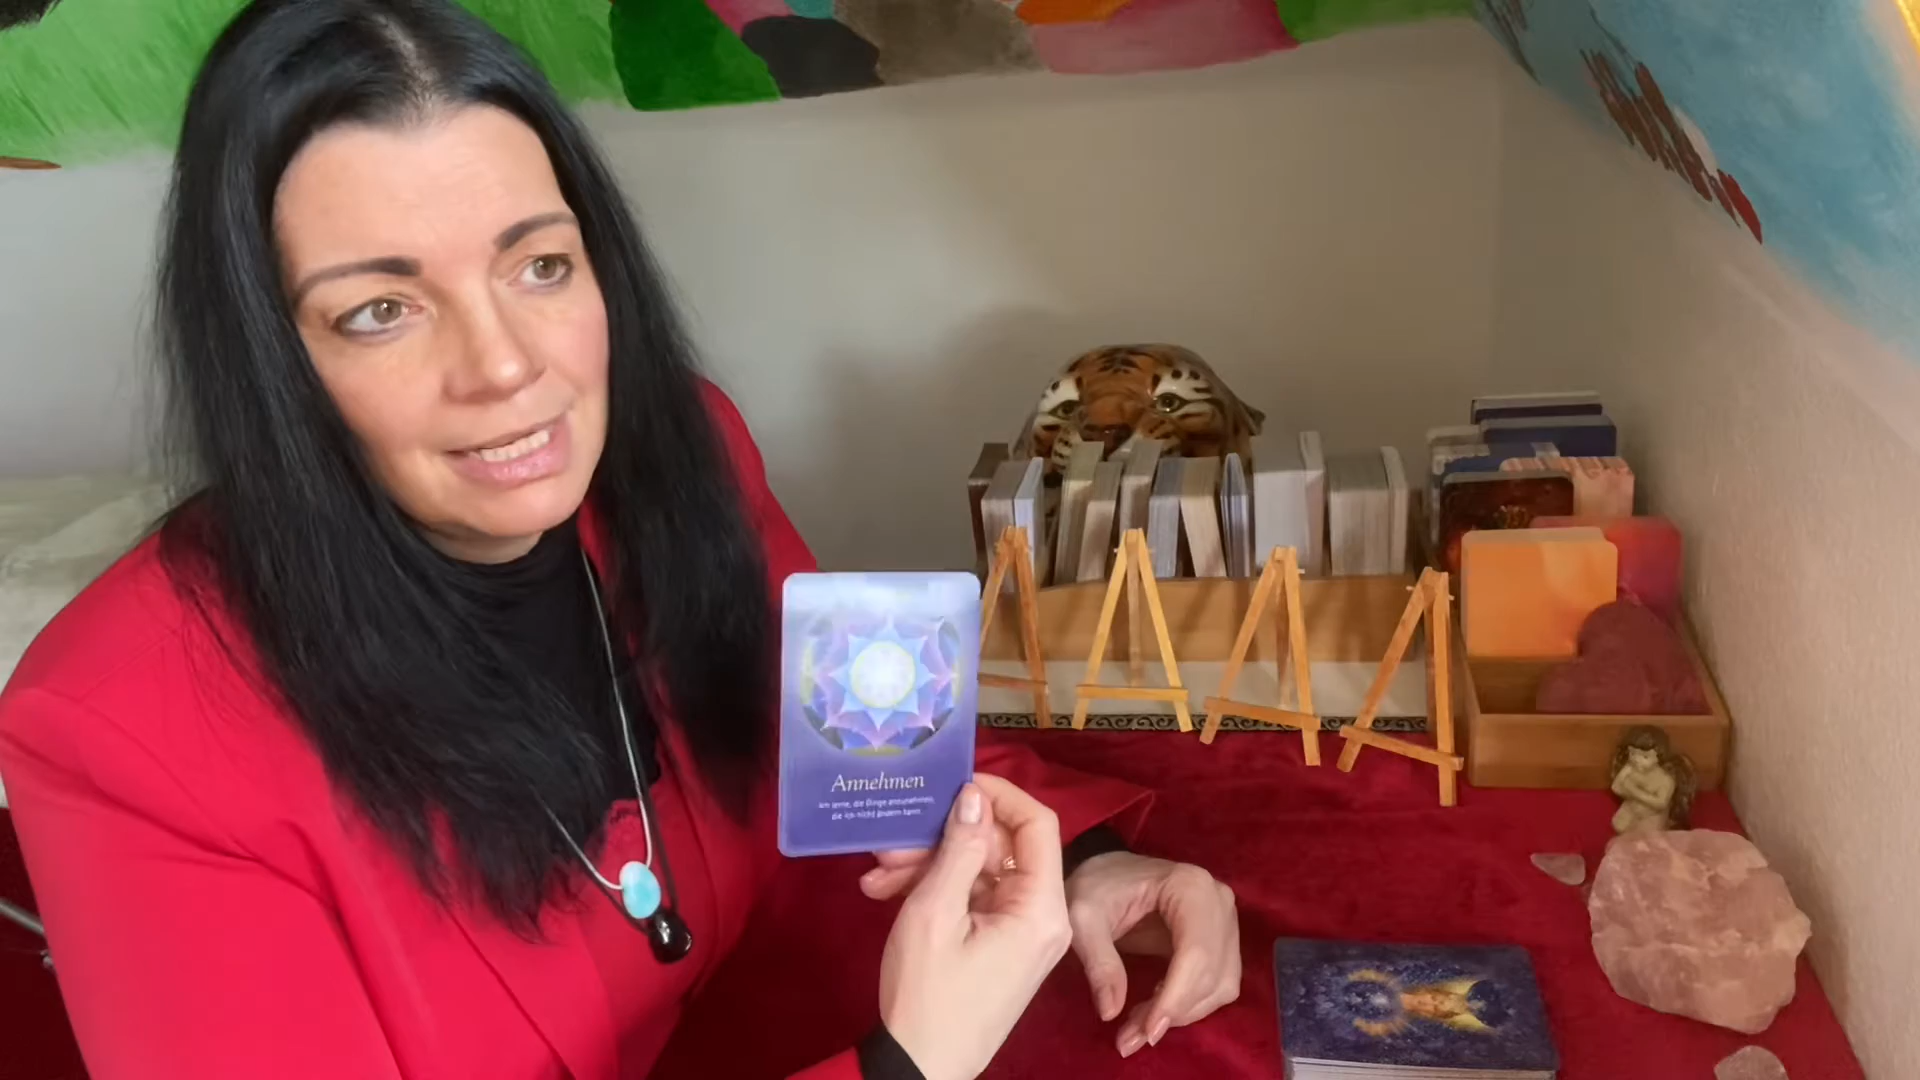 Annehmen
Ich lerne, die Dinge anzunehmen,
die ich nicht ändern kann.